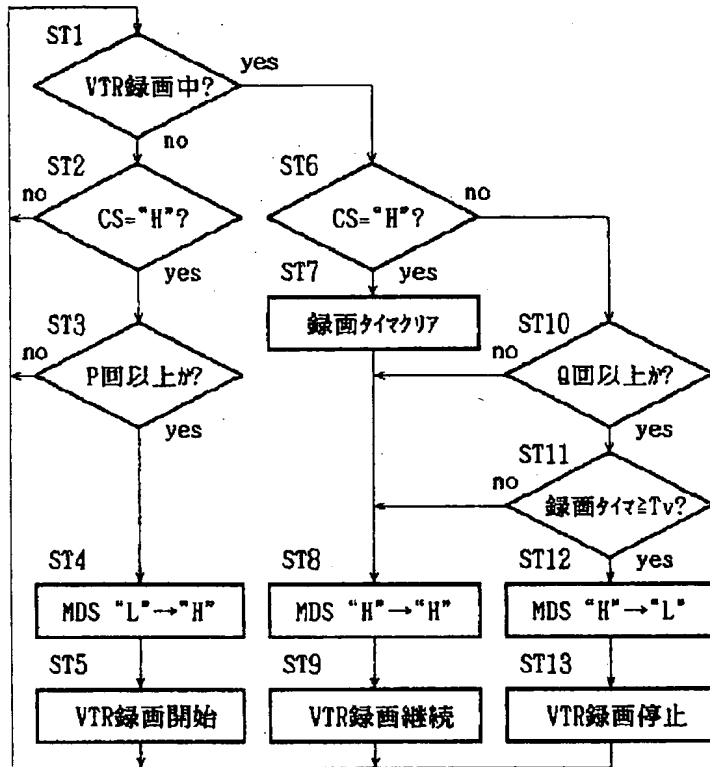 ST1
VTR録画中?
yes
no
ST2
CS="H"?
no
yes
ST3
P回以上か?
no
yes
ST4
MDS "L"→"H"
ST5
VTR録画開始
ST6
CS="H"?
no
yes
ST7
録画タイマクリア
ST8
MDS "H"→"H"
ST9
VTR録画継続
ST10
Q回以上か?
no
yes
ST11
録画タイマ≧Tv?
no
yes
ST12
MDS "H"→"L"
ST13
VTR録画停止